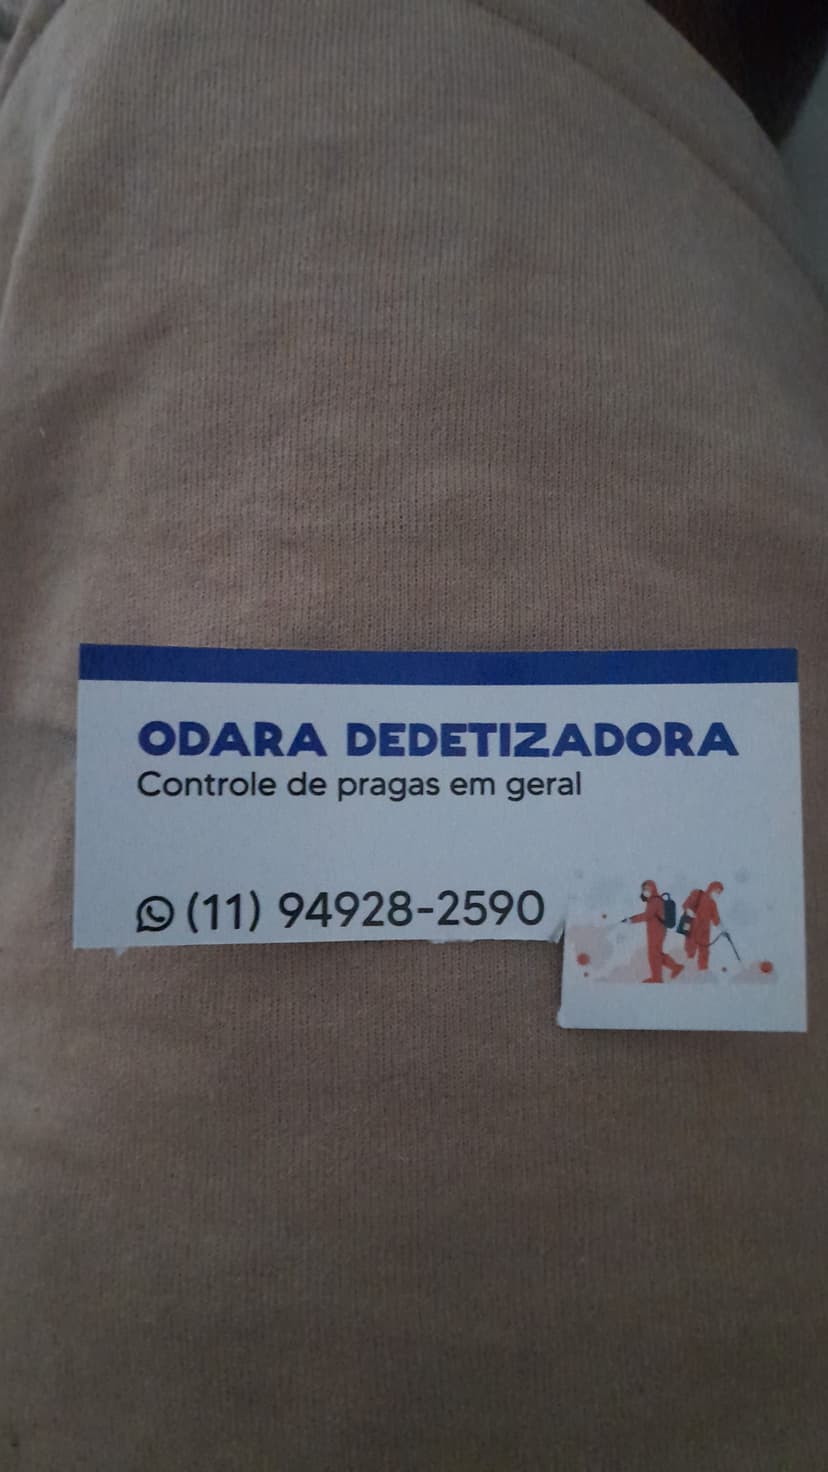 ODARA DEDETIZADORA
Controle de pragas em geral
(11) 94928-2590